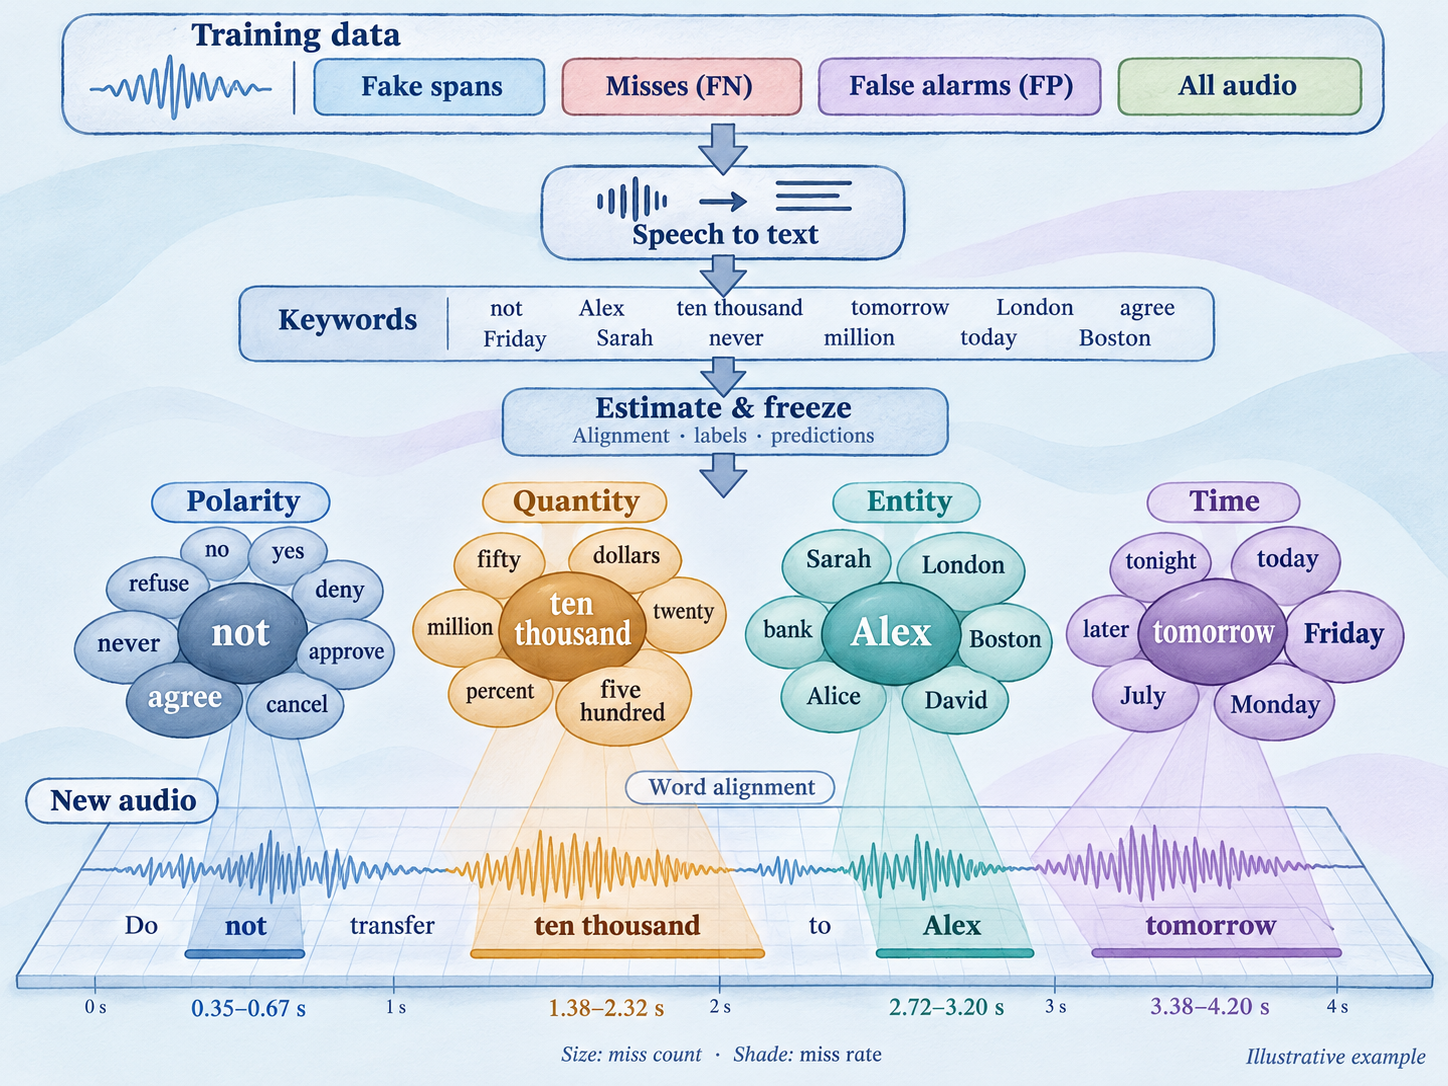 Training data
Fake spans
Misses (FN)
False alarms (FP)
All audio
Speech to text
Keywords
not Alex ten thousand tomorrow London agree
Friday Sarah never million today Boston
Estimate & freeze
Alignment · labels · predictions
Polarity
no
yes
refuse
deny
never
not
approve
agree
cancel
Quantity
fifty
dollars
million
ten
thousand
twenty
percent
five
hundred
Entity
Sarah
London
bank
Alex
Boston
Alice
David
Time
tonight
today
later
tomorrow
Friday
July
Monday
New audio
Word alignment
Do not transfer ten thousand to Alex tomorrow
0 s 0.35–0.67 s 1 s 1.38–2.32 s 2 s 2.72–3.20 s 3 s 3.38–4.20 s 4 s
Size: miss count · Shade: miss rate
Illustrative example